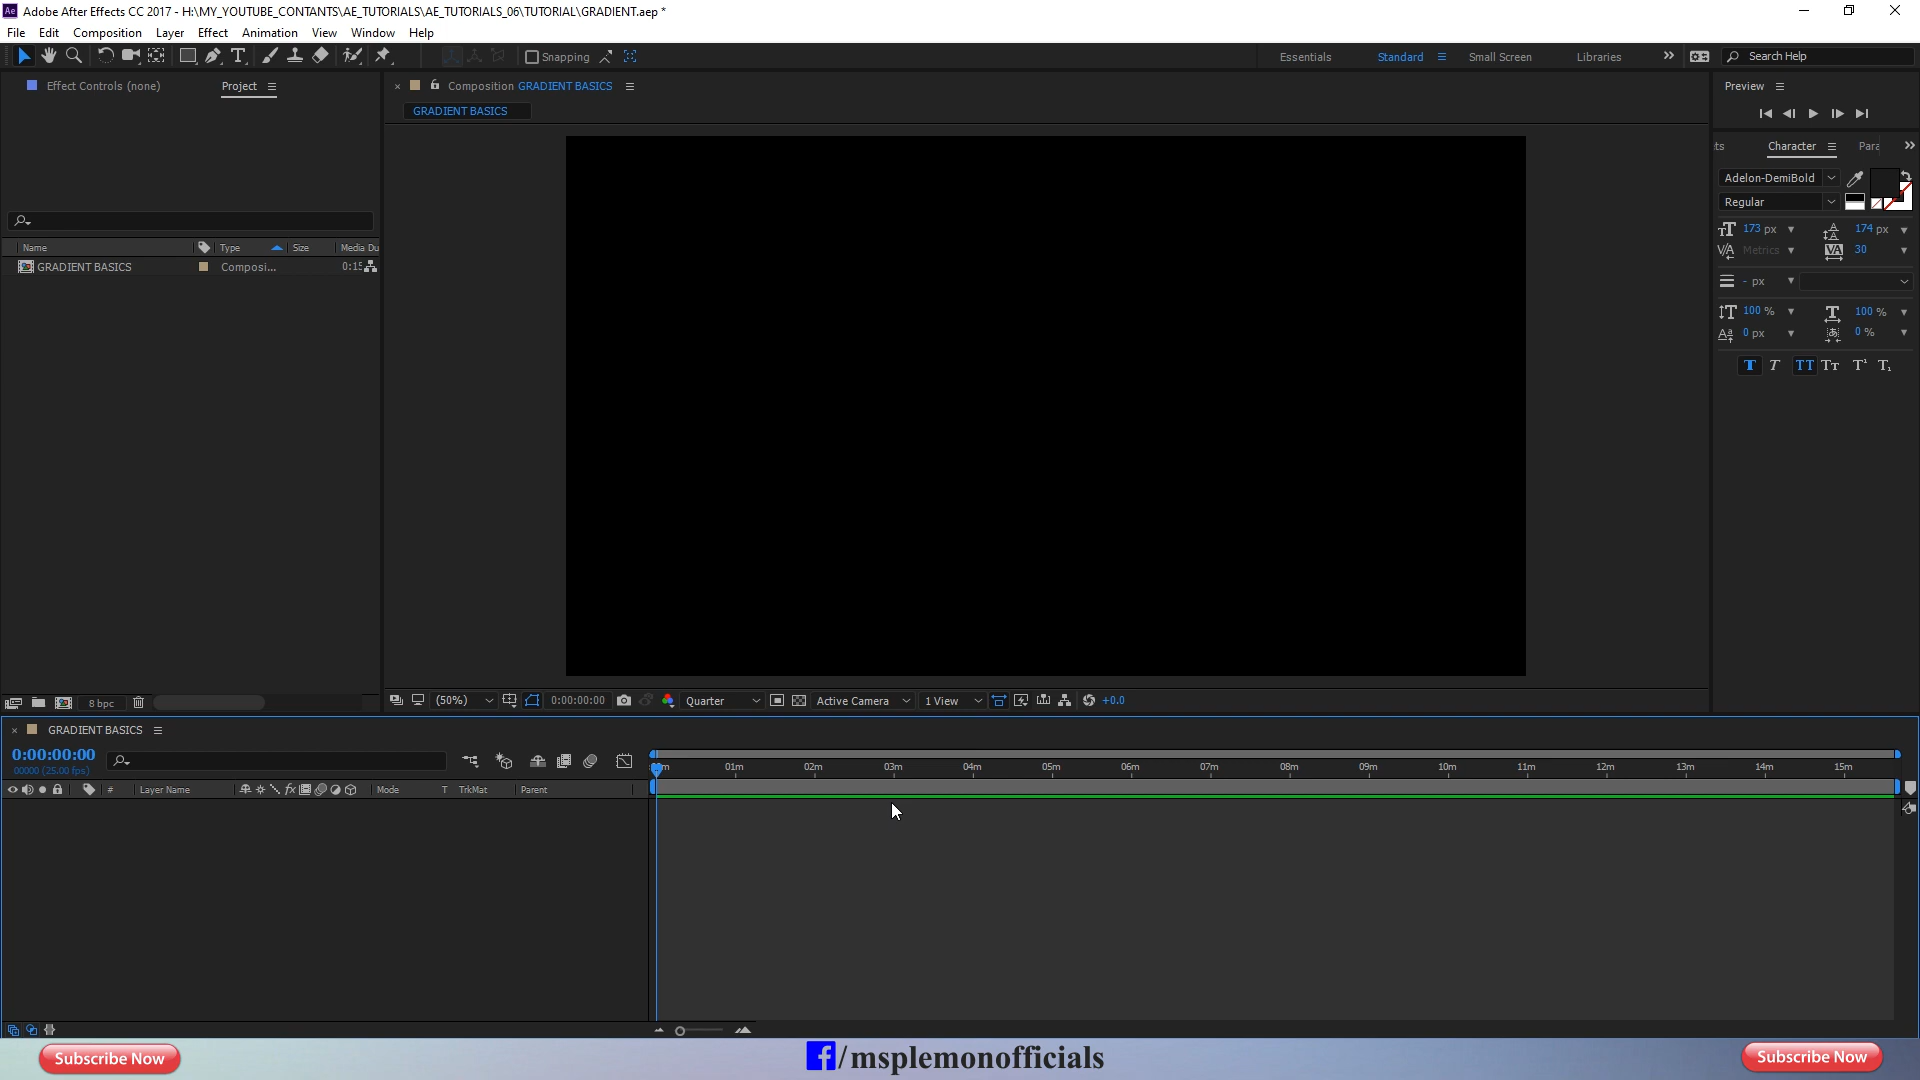 Adobe After Effects CC 2017 - H:\MY_YOUTUBE_CONTANTS\AE_TUTORIALS\AE_TUTORIALS_06\TUTORIAL\GRADIENT.aep *
File Edit Composition Layer Effect Animation View Window Help
Snapping Essentials Standard Small Screen Libraries Search Help
Effect Controls (none) Project
Composition GRADIENT BASICS
Preview
GRADIENT BASICS
Character Para
Adelon-DemiBold
Regular
173 px 174 px
Metrics 30
- px
100 % 100 %
0 px 0 %
Name Type Size Media Du
GRADIENT BASICS Composi... 0:15
8 bpc
(50%) 0:00:00:00 Quarter Active Camera 1 View +0.0
GRADIENT BASICS
0:00:00:00
00000 (25.00 fps)
01m 02m 03m 04m 05m 06m 07m 08m 09m 10m 11m 12m 13m 14m 15m
# Layer Name Mode T TrkMat Parent
Subscribe Now
/msplemonofficials
Subscribe Now